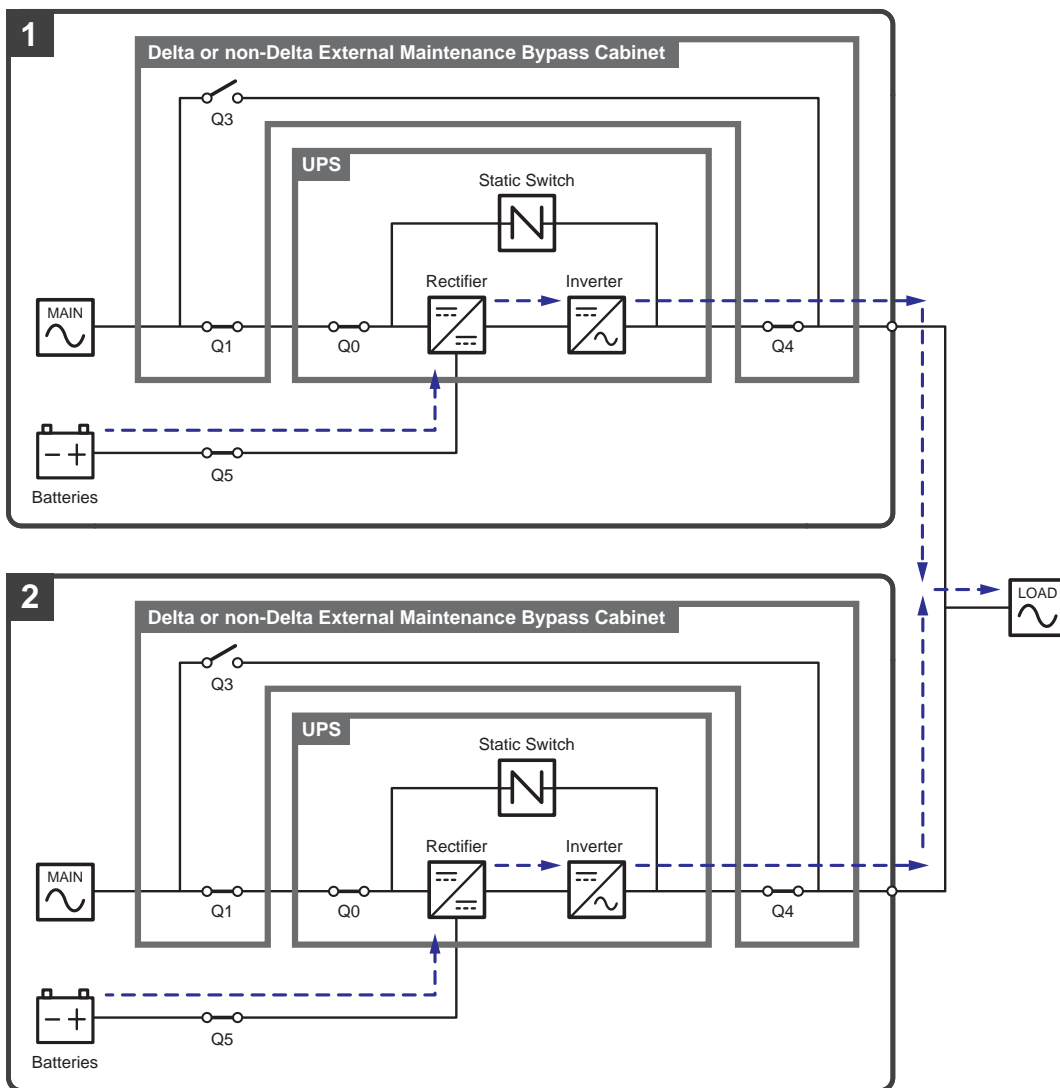 1
Delta or non-Delta External Maintenance Bypass Cabinet
Q3
UPS
Static Switch
Rectifier
Inverter
MAIN
Q1
Q0
Q4
Q5
Batteries
2
Delta or non-Delta External Maintenance Bypass Cabinet
Q3
UPS
Static Switch
Rectifier
Inverter
MAIN
Q1
Q0
Q4
Q5
Batteries
LOAD